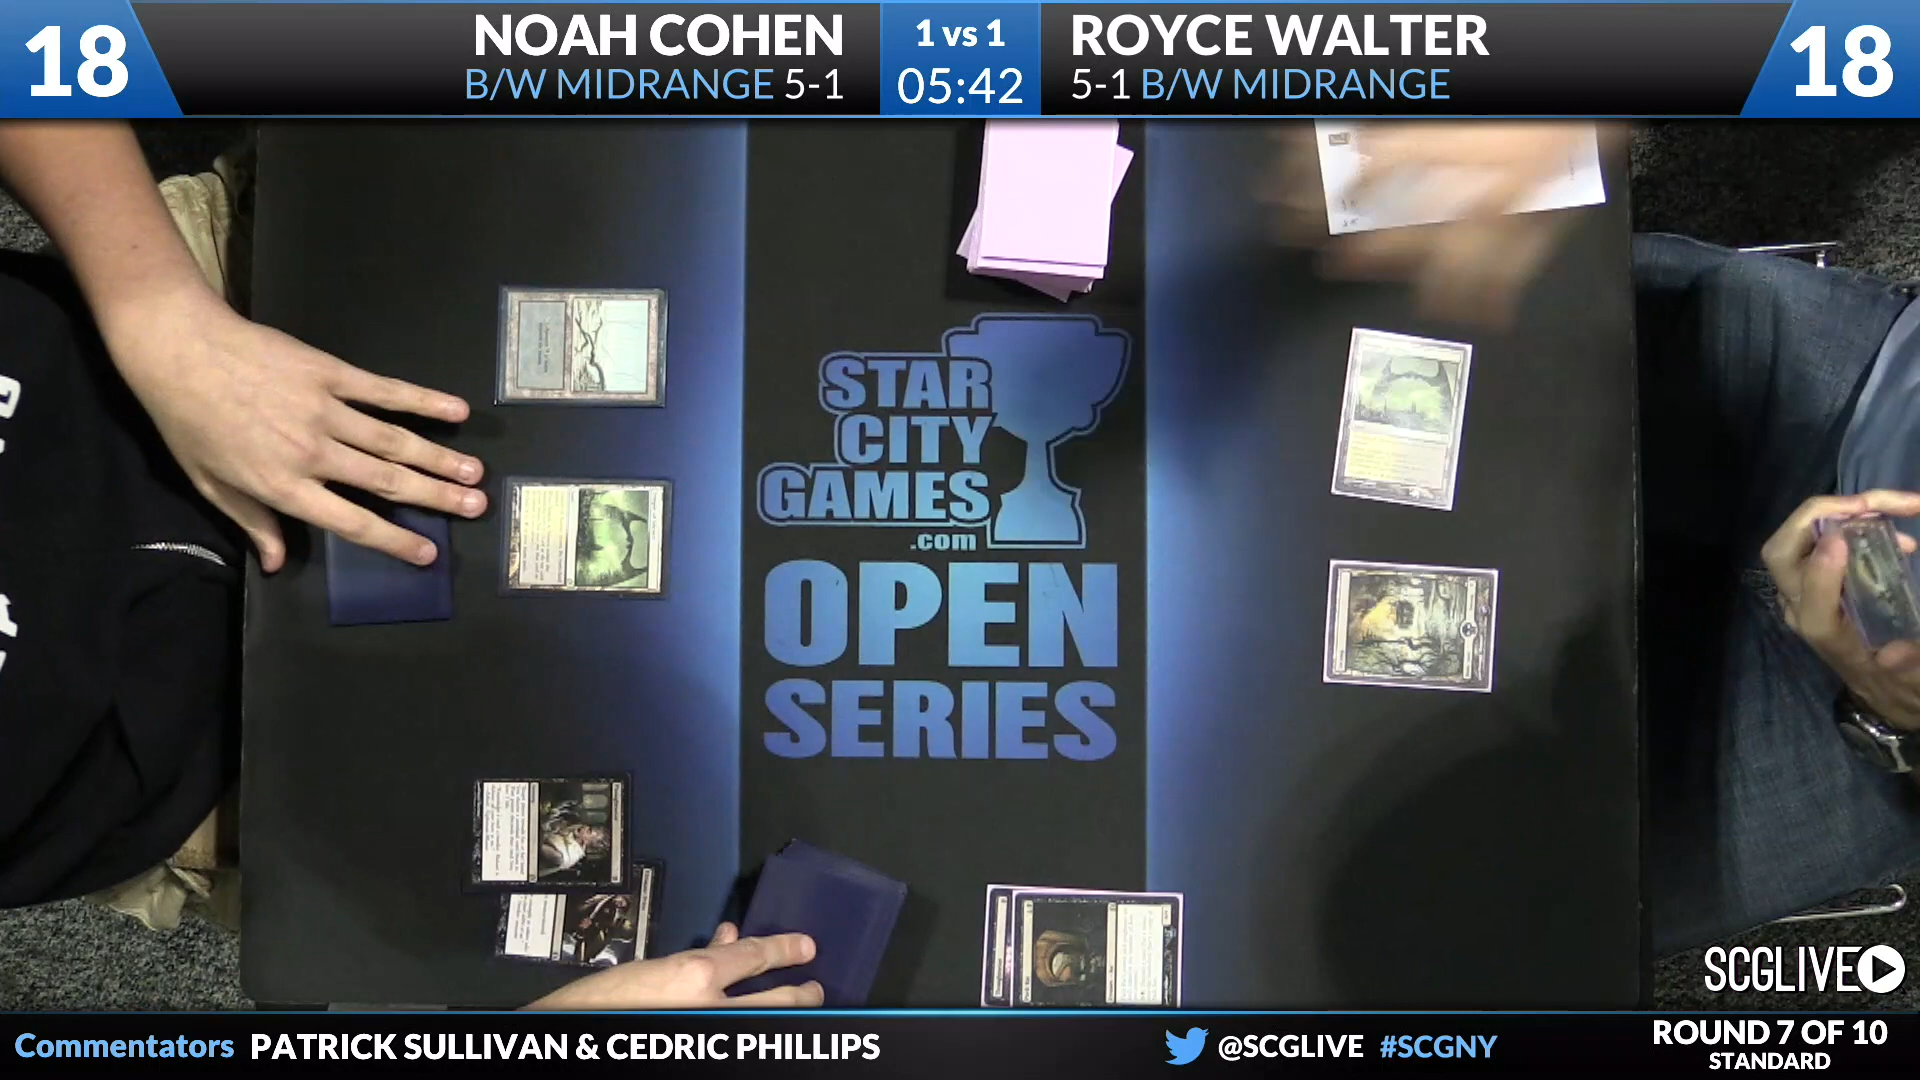 18
NOAH COHEN
B/W MIDRANGE 5-1
1 vs 1
05:42
ROYCE WALTER
5-1 B/W MIDRANGE
18
STAR
CITY
GAMES
.com
OPEN
SERIES
SCGLIVE
Commentators PATRICK SULLIVAN & CEDRIC PHILLIPS
@SCGLIVE #SCGNY
ROUND 7 OF 10
STANDARD